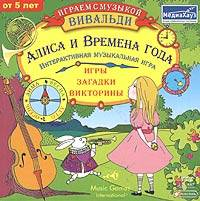 от 5 лет
ИГРАЕМ С МУЗЫКОЙ
ВИВАЛЬДИ
МедиаХауз
АЛИСА И ВРЕМЕНА ГОДА
ИНТЕРАКТИВНАЯ МУЗЫКАЛЬНАЯ ИГРА
ИГРЫ
ЗАГАДКИ
ВИКТОРИНЫ
Music Games
International